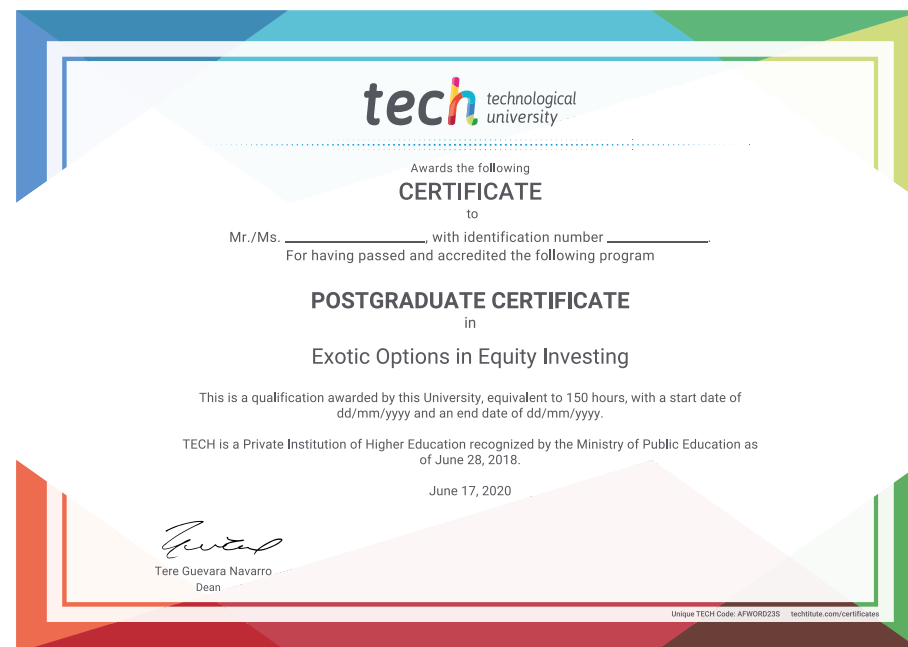 tech technological
university
Awards the following
CERTIFICATE
to
Mr./Ms. ____________________, with identification number ______________.
For having passed and accredited the following program
POSTGRADUATE CERTIFICATE
in
Exotic Options in Equity Investing
This is a qualification awarded by this University, equivalent to 150 hours, with a start date of
dd/mm/yyyy and an end date of dd/mm/yyyy.
TECH is a Private Institution of Higher Education recognized by the Ministry of Public Education as
of June 28, 2018.
June 17, 2020
Tere Guevara Navarro
Dean
Unique TECH Code: AFWORD23S techtitute.com/certificates